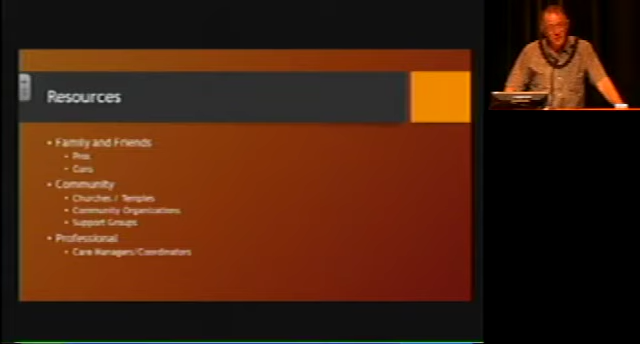 Resources
• Family and Friends
• Pros
• Cons
• Community
• Churches / Temples
• Community Organizations
• Support Groups
• Professional
• Care Managers/Coordinators